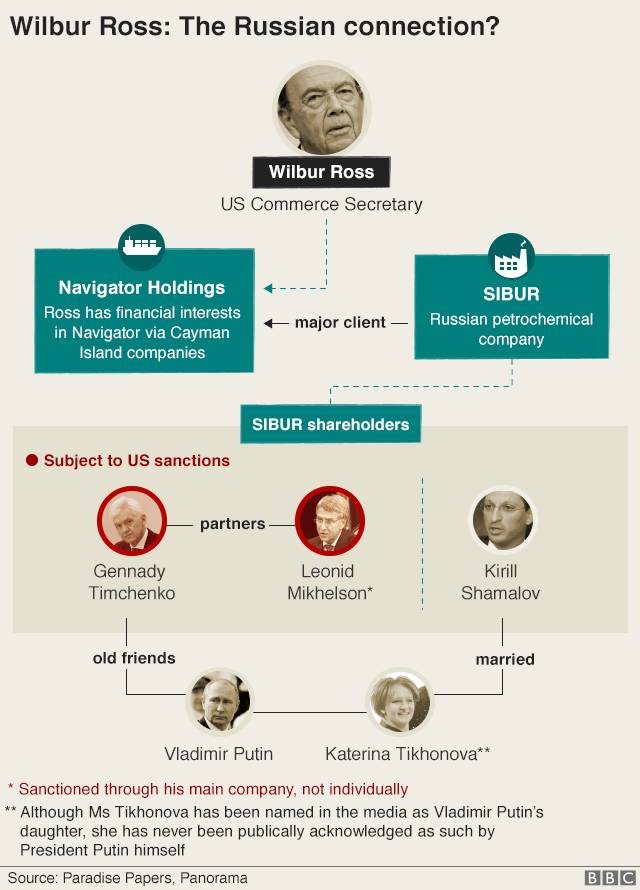 Wilbur Ross: The Russian connection?
Wilbur Ross
US Commerce Secretary
Navigator Holdings
Ross has financial interests
in Navigator via Cayman
Island companies
major client
SIBUR
Russian petrochemical
company
SIBUR shareholders
Subject to US sanctions
partners
Gennady
Timchenko
Leonid
Mikhelson*
Kirill
Shamalov
old friends
married
Vladimir Putin
Katerina Tikhonova**
* Sanctioned through his main company, not individually
** Although Ms Tikhonova has been named in the media as Vladimir Putin's
daughter, she has never been publically acknowledged as such by
President Putin himself
Source: Paradise Papers, Panorama
BBC